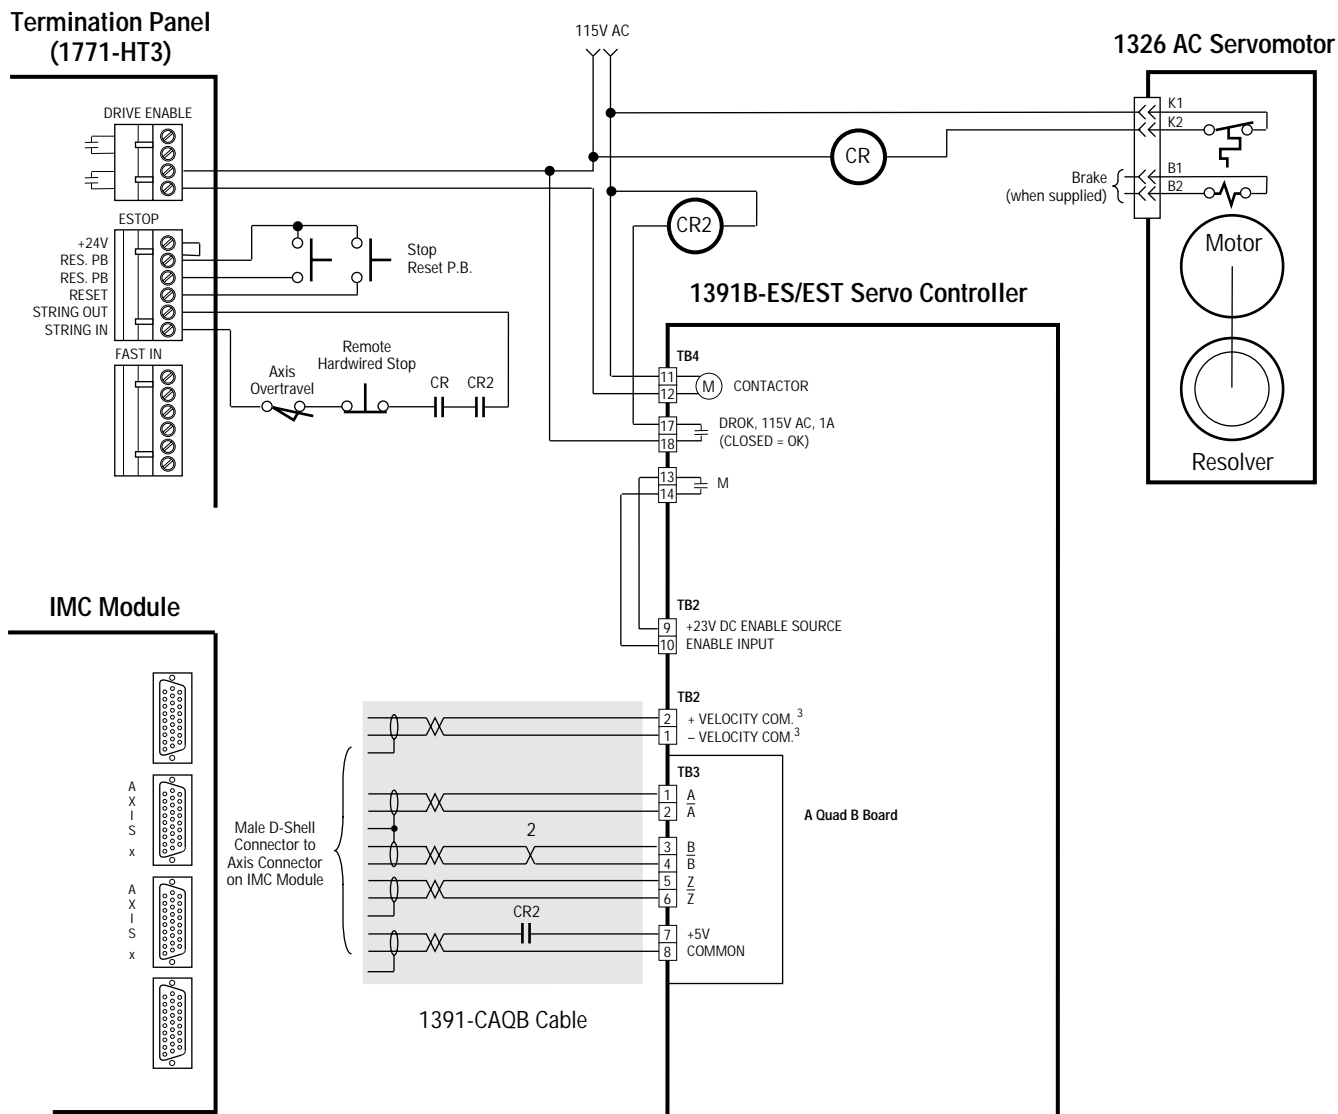 Termination Panel
(1771-HT3)
115V AC
1326 AC Servomotor
DRIVE ENABLE
K1
K2
CR
Brake
(when supplied)
B1
B2
ESTOP
+24V
RES. PB
RES. PB
RESET
STRING OUT
STRING IN
Stop
Reset P.B.
CR2
Motor
1391B-ES/EST Servo Controller
FAST IN
Axis
Overtravel
Remote
Hardwired Stop
CR CR2
TB4
11
12
M CONTACTOR
17
18
DROK, 115V AC, 1A
(CLOSED = OK)
13
14
M
Resolver
IMC Module
TB2
9 +23V DC ENABLE SOURCE
10 ENABLE INPUT
TB2
2 + VELOCITY COM. 3
1 – VELOCITY COM.3
TB3
1 A
2 A
A Quad B Board
3 B
4 B
5 Z
6 Z
7 +5V
8 COMMON
2
CR2
AXIS x
AXIS x
Male D-Shell
Connector to
Axis Connector
on IMC Module
1391-CAQB Cable